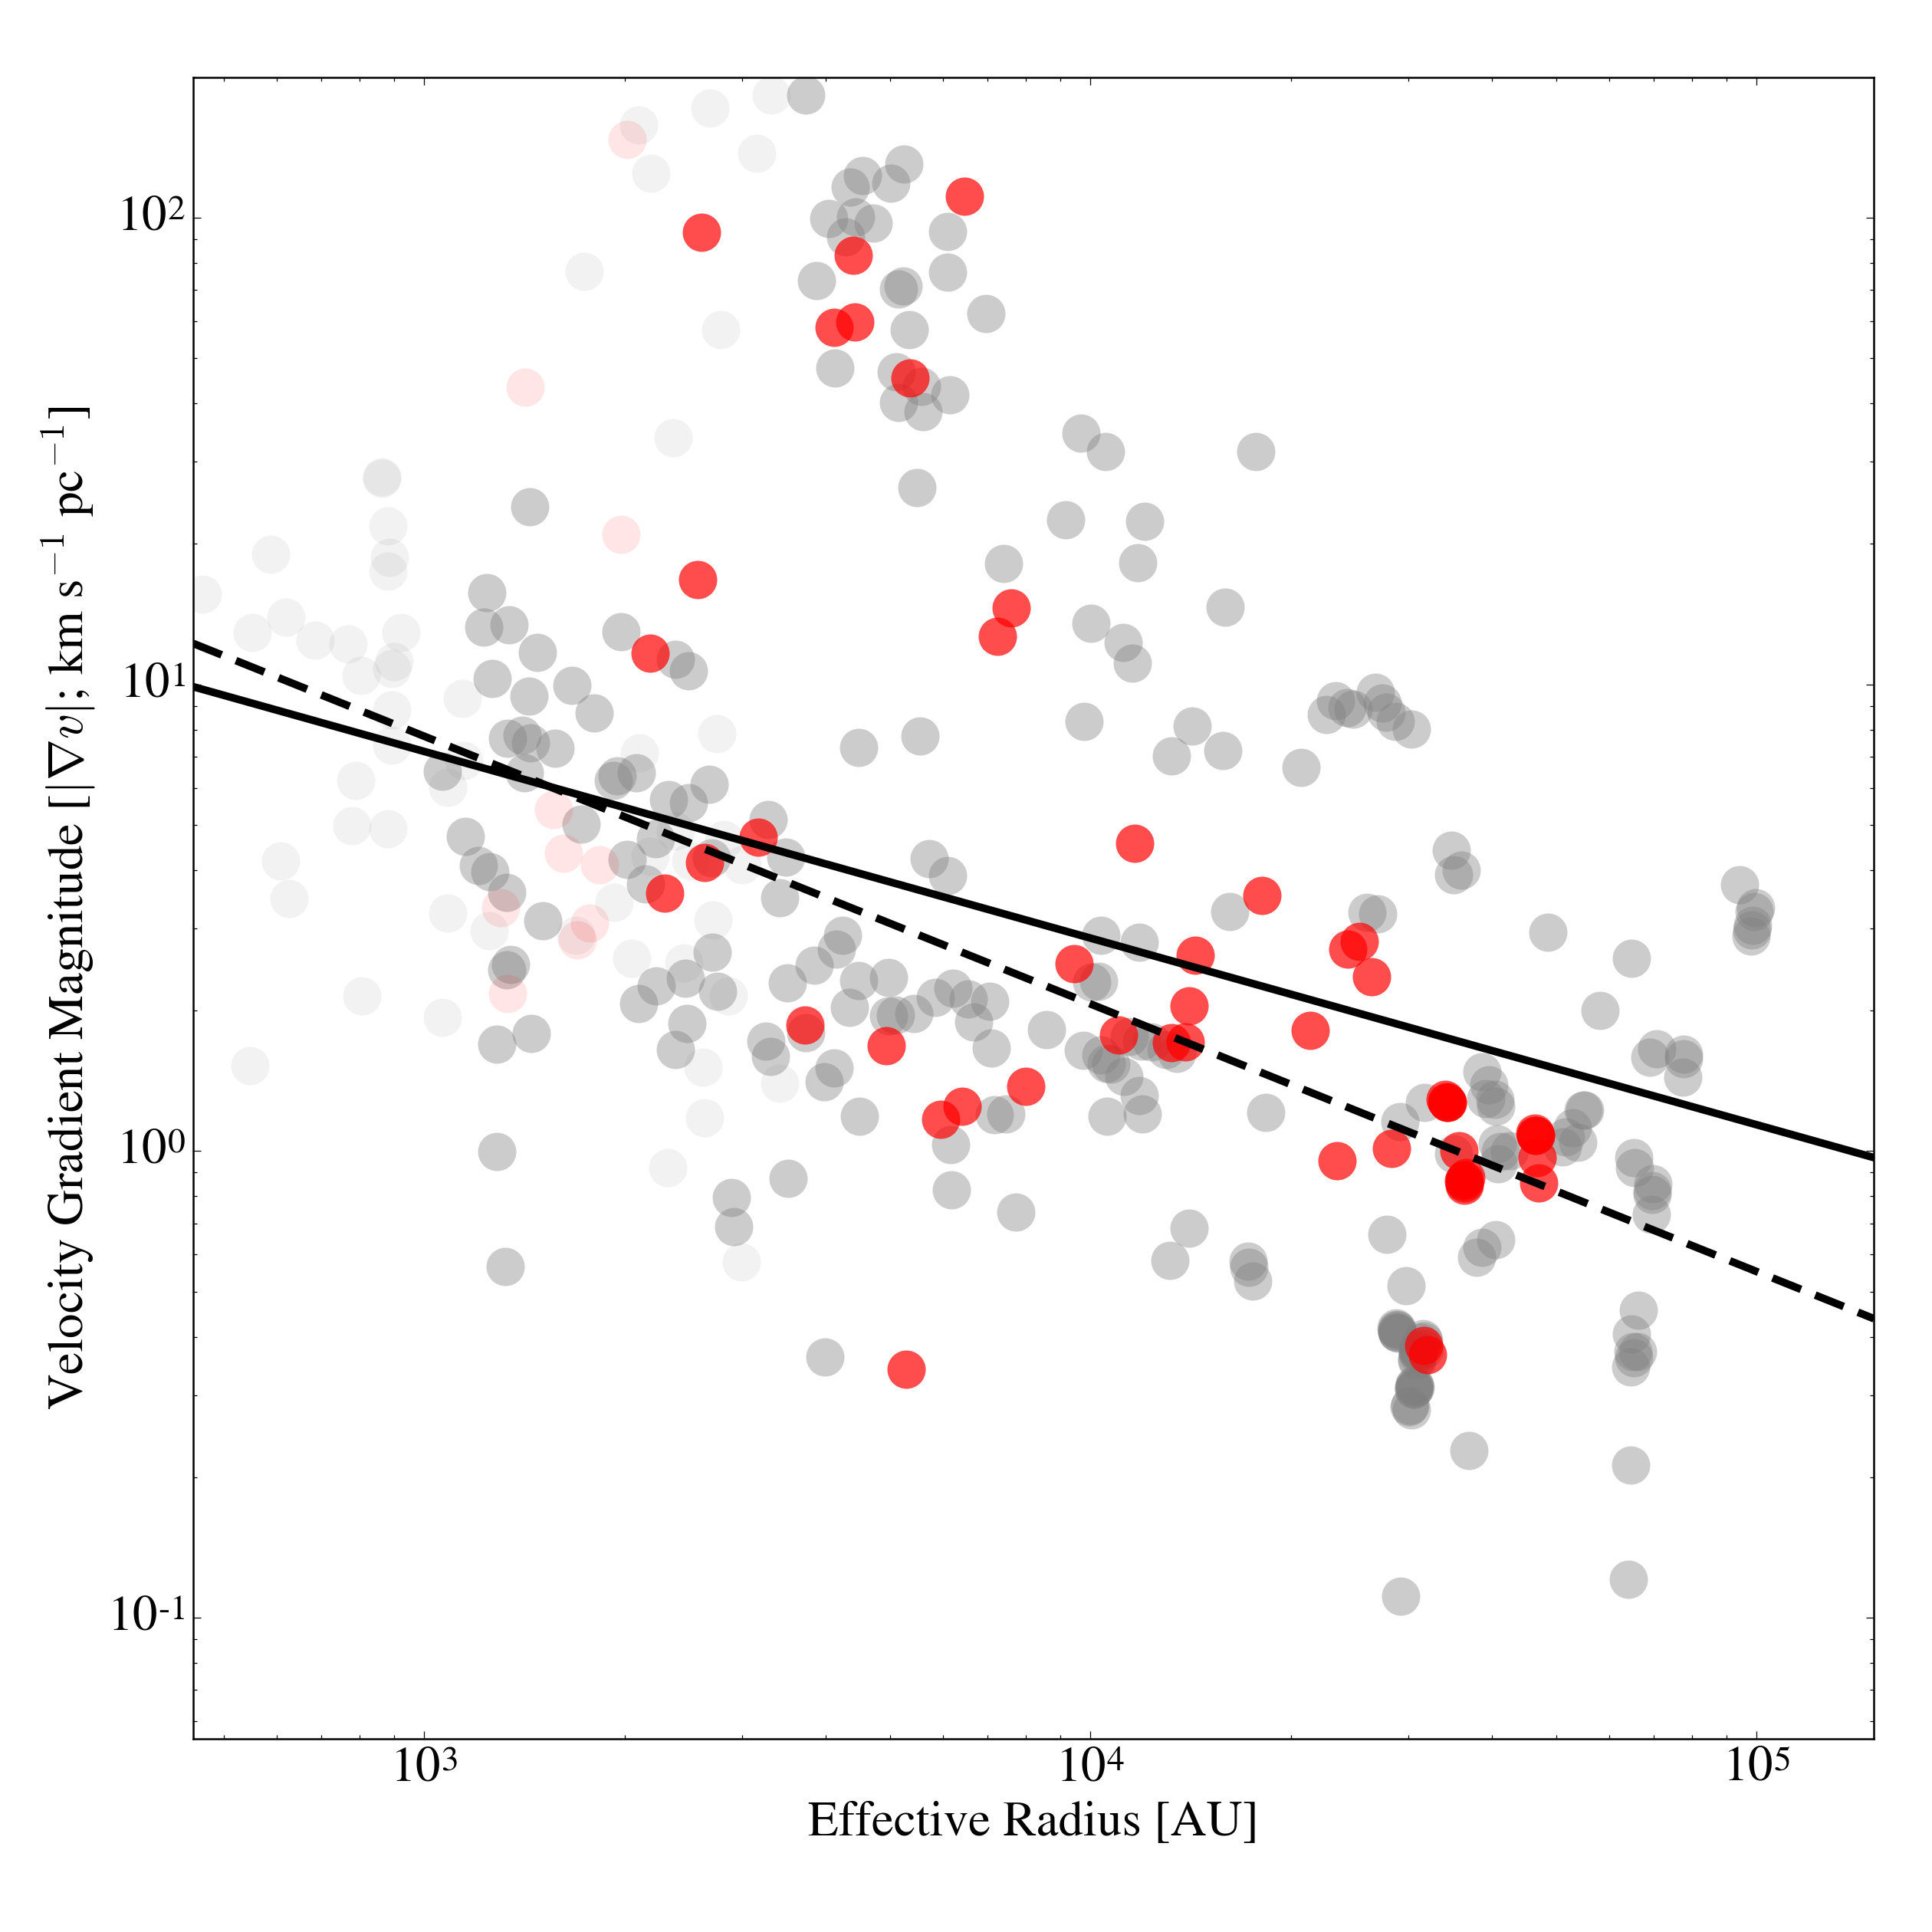 10²
10¹
10⁰
10⁻¹
Velocity Gradient Magnitude [|∇v|; km s⁻¹ pc⁻¹]
10³ 10⁴ 10⁵
Effective Radius [AU]